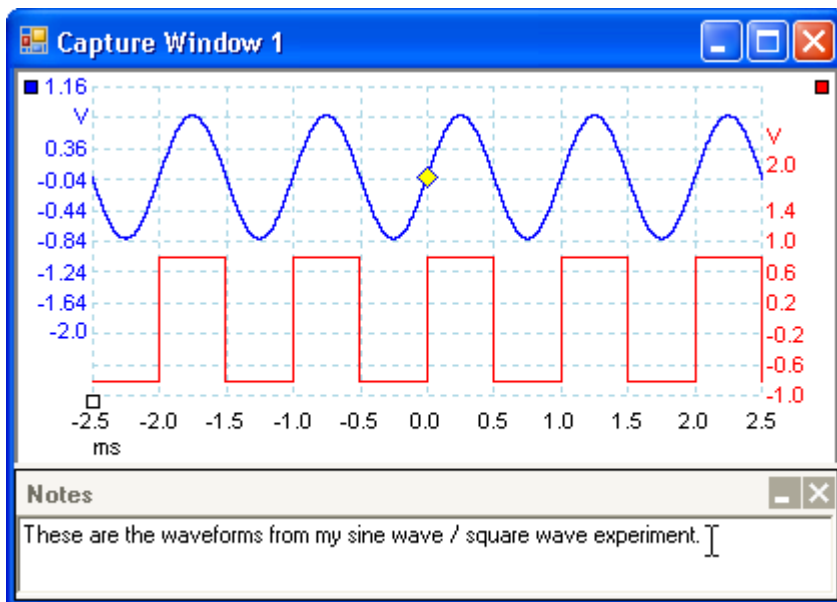 Capture Window 1
1.16
V
0.36
-0.04
-0.44
-0.84
-1.24
-1.64
-2.0
V
2.0
1.4
1.0
0.6
0.2
-0.2
-0.6
-1.0
-2.5 -2.0 -1.5 -1.0 -0.5 0.0 0.5 1.0 1.5 2.0 2.5
ms
Notes
These are the waveforms from my sine wave / square wave experiment.